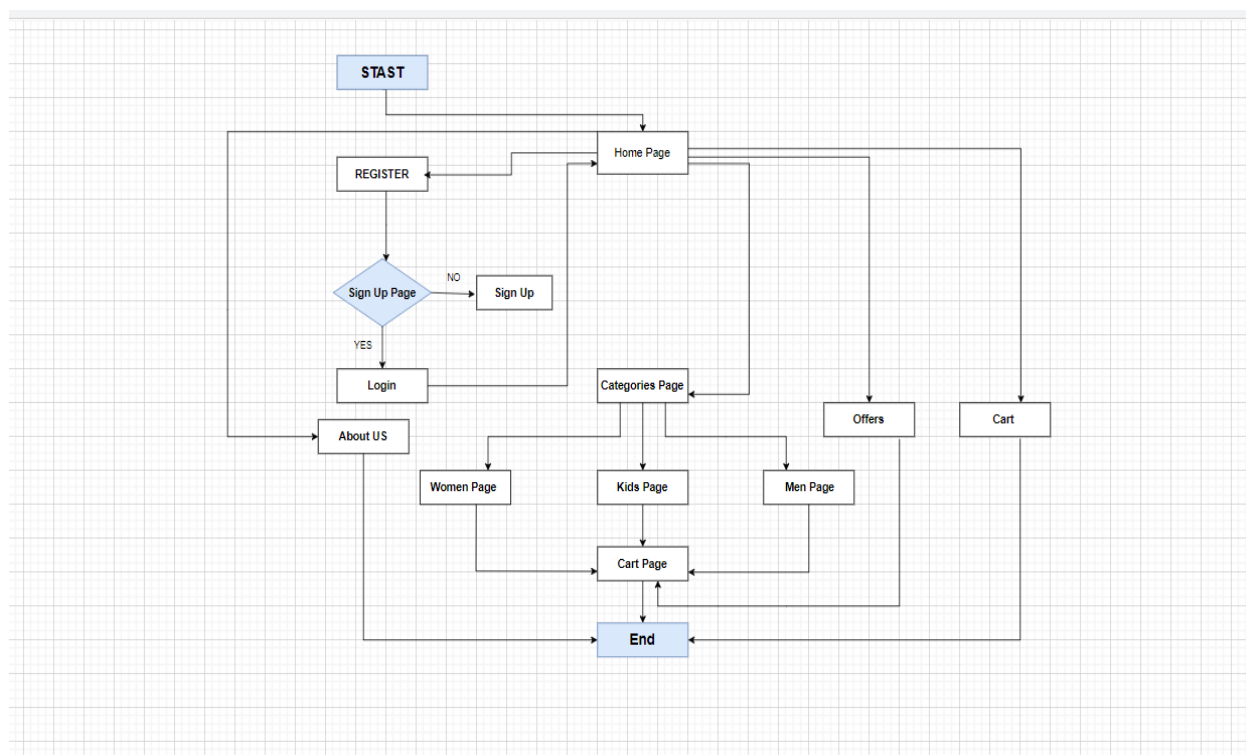 STAST
Home Page
REGISTER
Sign Up Page
NO
Sign Up
YES
Login
Categories Page
About US
Offers
Cart
Women Page
Kids Page
Men Page
Cart Page
End